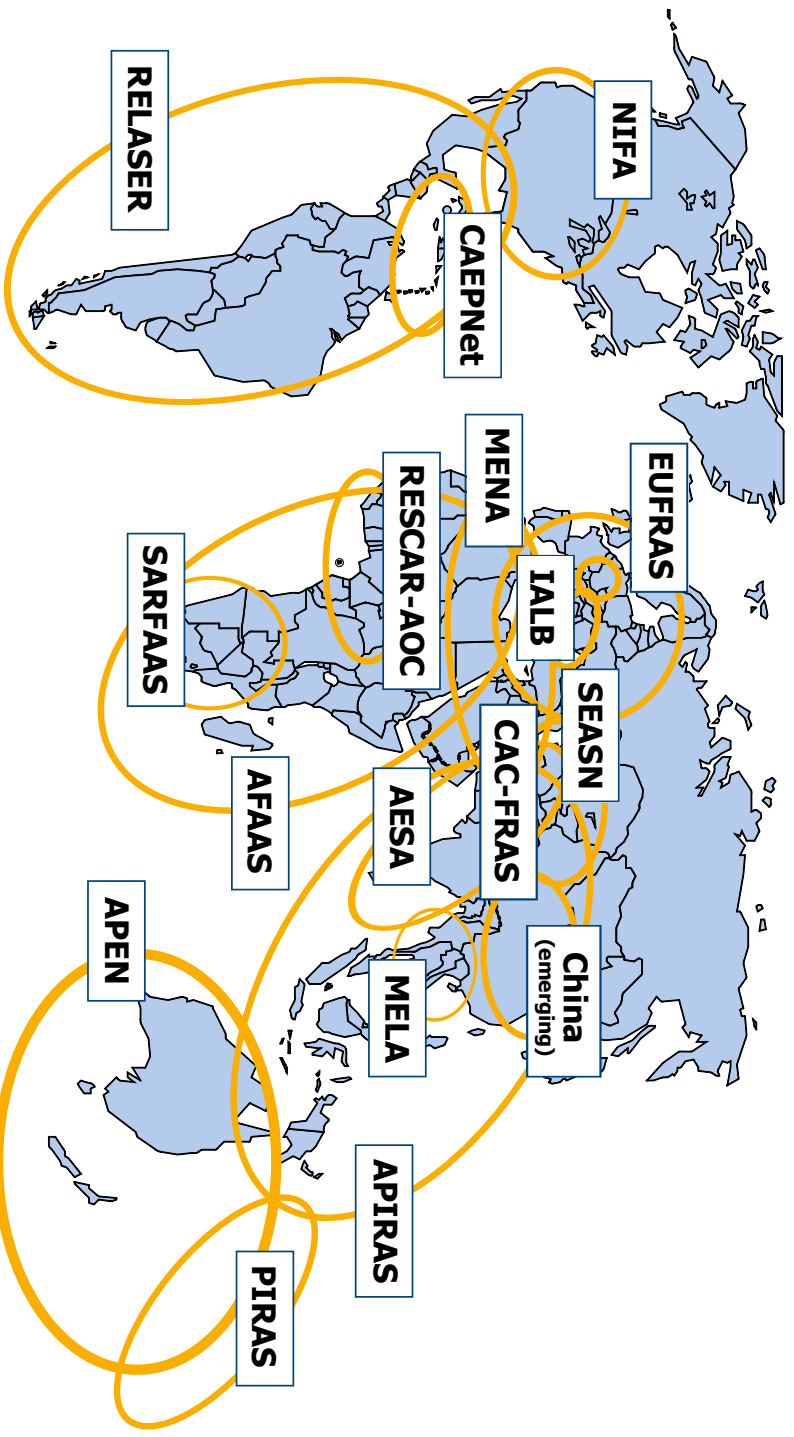 NIFA
EUFRAS
SEASN
China
(emerging)
IALB
MENA
CAC-FRAS
CAEPNet
RESCAR-AOC
AESA
MELA
APIRAS
AFAAS
PIRAS
RELASER
SARFAAS
APEN